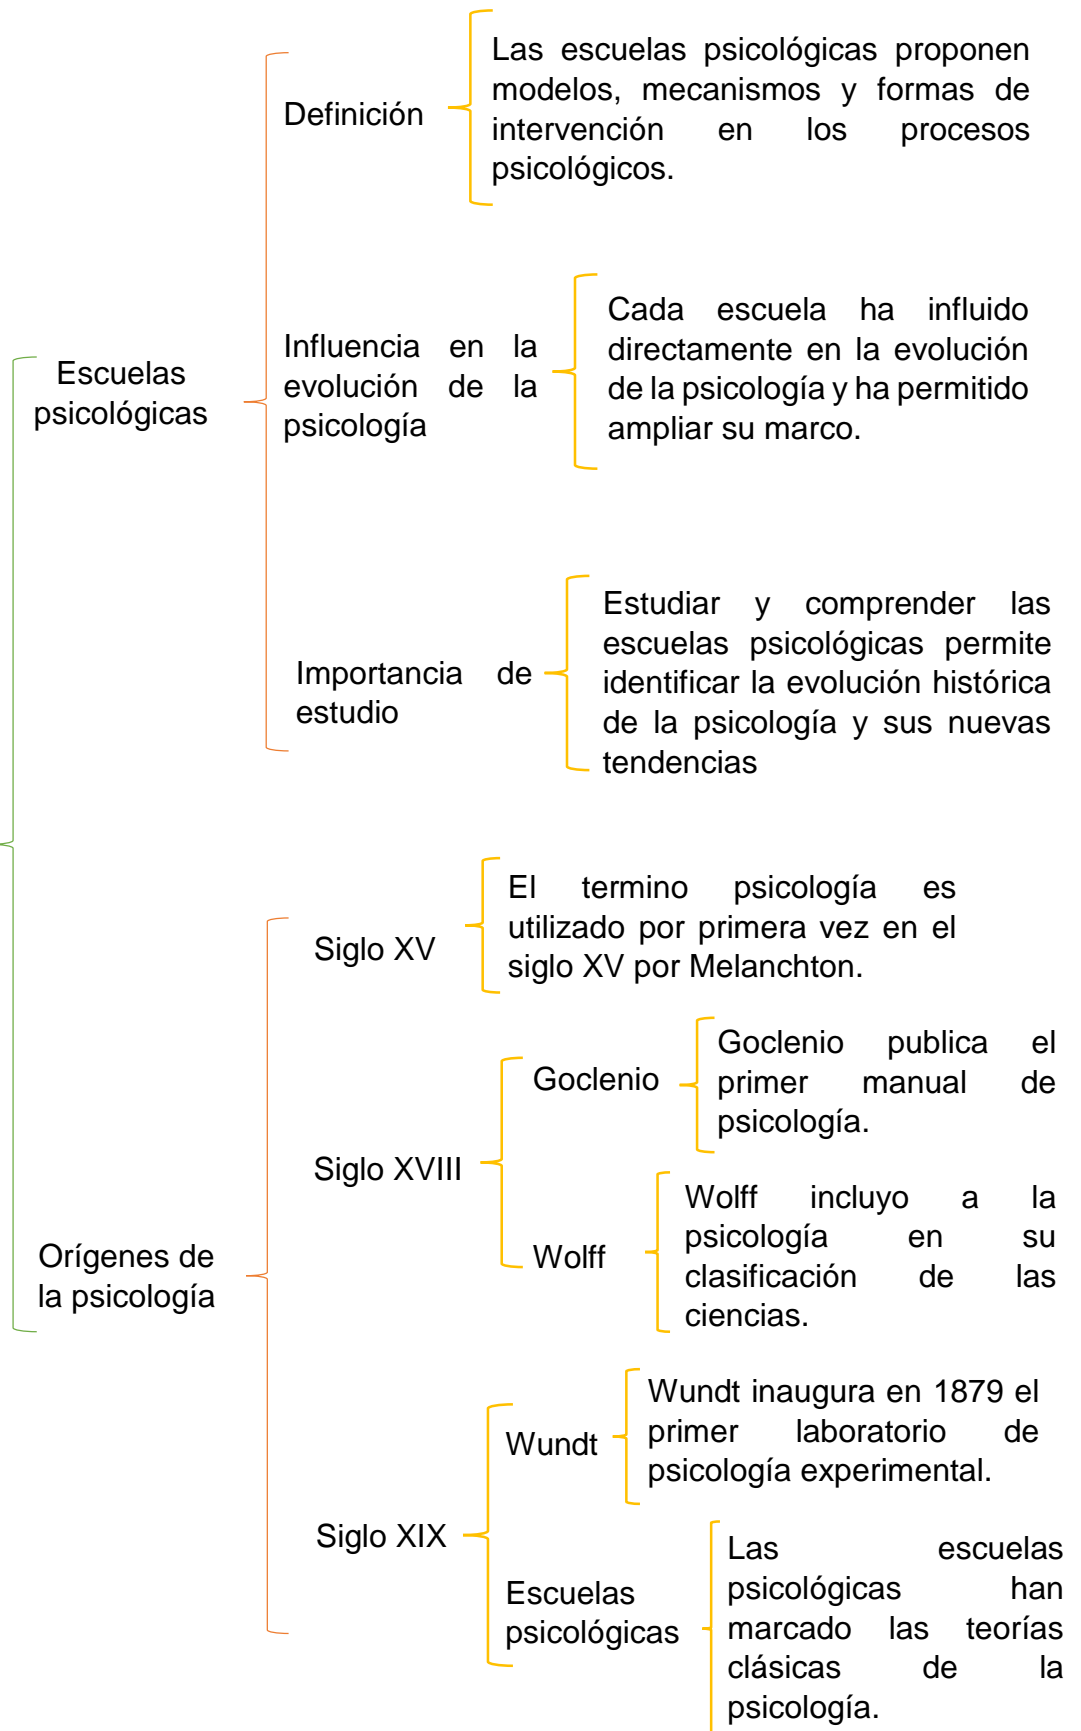 Escuelas
psicológicas
Definición
Las escuelas psicológicas proponen
modelos, mecanismos y formas de
intervención en los procesos
psicológicos.
Influencia en la
evolución de la
psicología
Cada escuela ha influido
directamente en la evolución
de la psicología y ha permitido
ampliar su marco.
Importancia de
estudio
Estudiar y comprender las
escuelas psicológicas permite
identificar la evolución histórica
de la psicología y sus nuevas
tendencias
Orígenes de
la psicología
Siglo XV
El termino psicología es
utilizado por primera vez en el
siglo XV por Melanchton.
Siglo XVIII
Goclenio
Goclenio publica el
primer manual de
psicología.
Wolff
Wolff incluyo a la
psicología en su
clasificación de las
ciencias.
Siglo XIX
Wundt
Wundt inaugura en 1879 el
primer laboratorio de
psicología experimental.
Escuelas
psicológicas
Las escuelas
psicológicas han
marcado las teorías
clásicas de la
psicología.